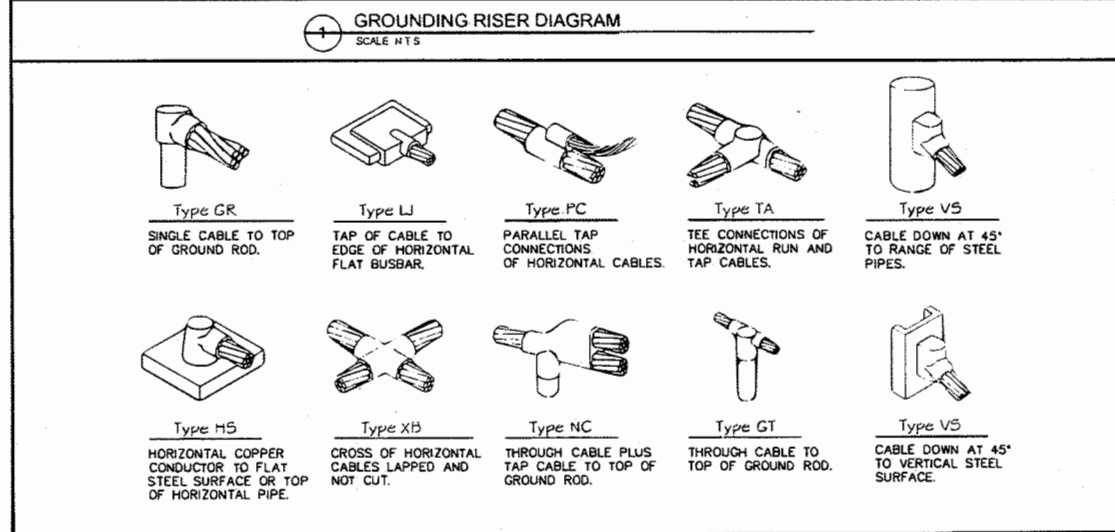 1
GROUNDING RISER DIAGRAM
SCALE NTS
Type GR
SINGLE CABLE TO TOP
OF GROUND ROD.
Type LJ
TAP OF CABLE TO
EDGE OF HORIZONTAL
FLAT BUSBAR.
Type PC
PARALLEL TAP
CONNECTIONS
OF HORIZONTAL CABLES.
Type TA
TEE CONNECTIONS OF
HORIZONTAL RUN AND
TAP CABLES.
Type VS
CABLE DOWN AT 45°
TO RANGE OF STEEL
PIPES.
Type HS
HORIZONTAL COPPER
CONDUCTOR TO FLAT
STEEL SURFACE OR TOP
OF HORIZONTAL PIPE.
Type XB
CROSS OF HORIZONTAL
CABLES LAPPED AND
NOT CUT.
Type NC
THROUGH CABLE PLUS
TAP CABLE TO TOP OF
GROUND ROD.
Type GT
THROUGH CABLE TO
TOP OF GROUND ROD.
Type VS
CABLE DOWN AT 45°
TO VERTICAL STEEL
SURFACE.